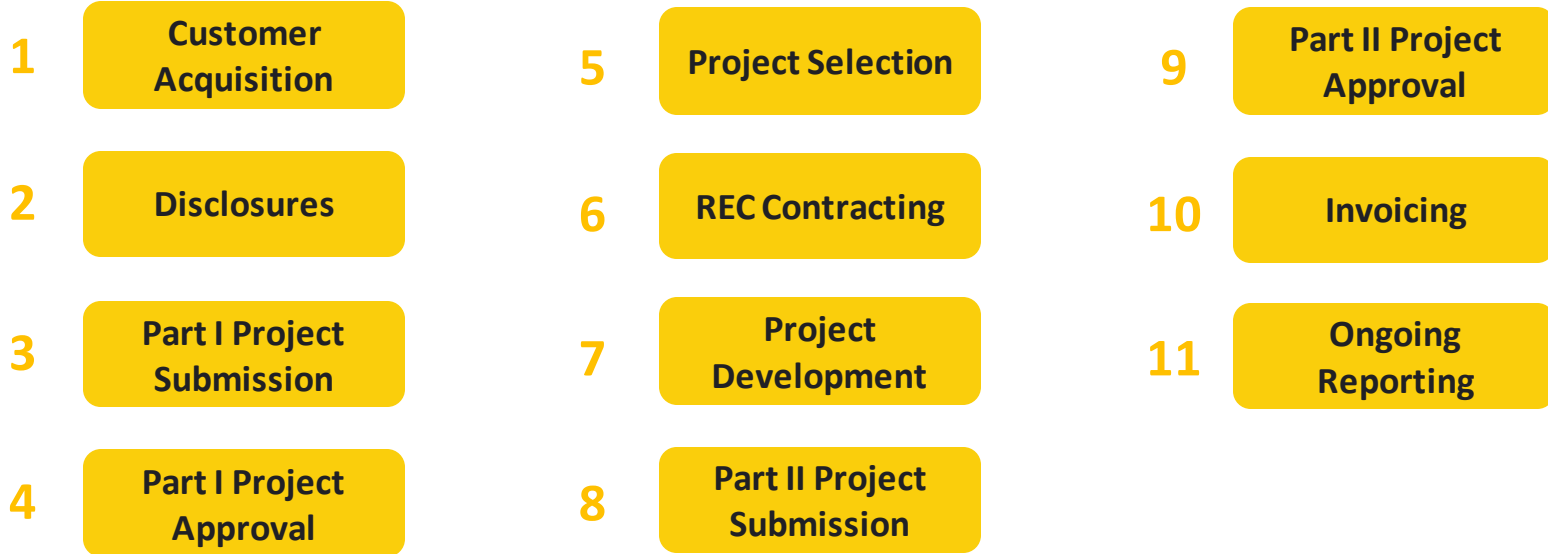 1
Customer
Acquisition
2
Disclosures
3
Part I Project
Submission
4
Part I Project
Approval
5
Project Selection
6
REC Contracting
7
Project
Development
8
Part II Project
Submission
9
Part II Project
Approval
10
Invoicing
11
Ongoing
Reporting